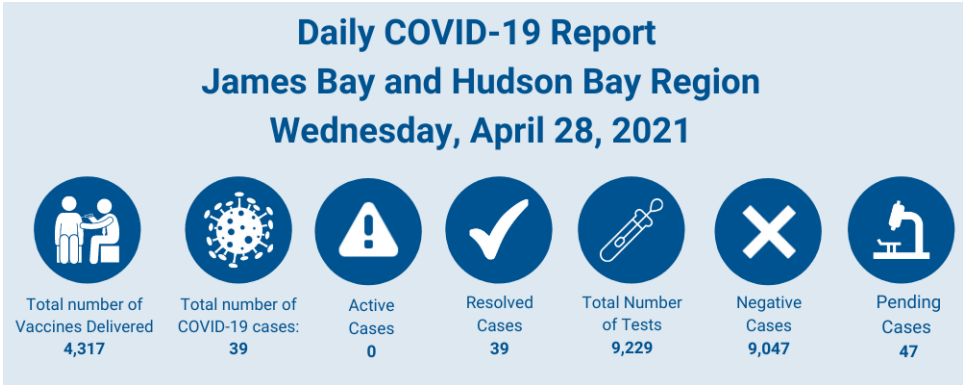 Daily COVID-19 Report
James Bay and Hudson Bay Region
Wednesday, April 28, 2021
Total number of
Vaccines Delivered
4,317
Total number of
COVID-19 cases:
39
Active
Cases
0
Resolved
Cases
39
Total Number
of Tests
9,229
Negative
Cases
9,047
Pending
Cases
47